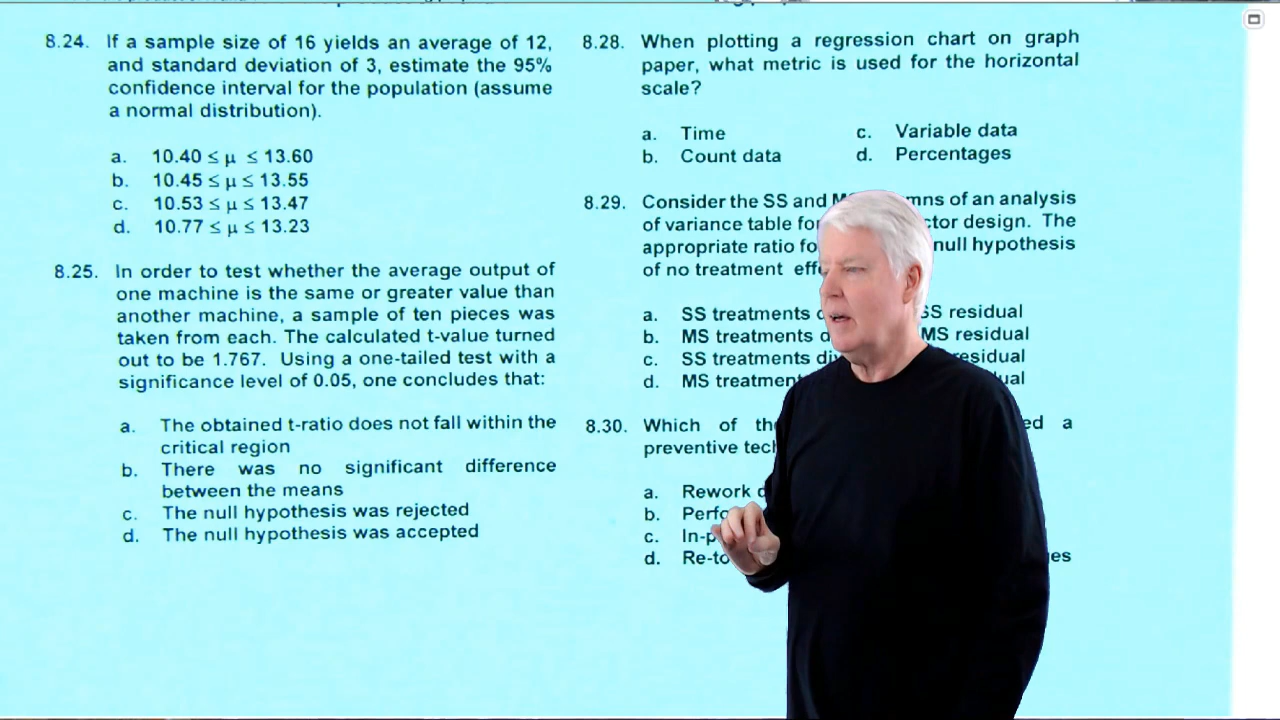 8.24. If a sample size of 16 yields an average of 12,
and standard deviation of 3, estimate the 95%
confidence interval for the population (assume
a normal distribution).
a. 10.40 ≤ μ ≤ 13.60
b. 10.45 ≤ μ ≤ 13.55
c. 10.53 ≤ μ ≤ 13.47
d. 10.77 ≤ μ ≤ 13.23
8.25. In order to test whether the average output of
one machine is the same or greater value than
another machine, a sample of ten pieces was
taken from each. The calculated t-value turned
out to be 1.767. Using a one-tailed test with a
significance level of 0.05, one concludes that:
a. The obtained t-ratio does not fall within the
critical region
b. There was no significant difference
between the means
c. The null hypothesis was rejected
d. The null hypothesis was accepted
8.28. When plotting a regression chart on graph
paper, what metric is used for the horizontal
scale?
a. Time c. Variable data
b. Count data d. Percentages
8.29. Consider the SS and of an analysis
of variance table design. The
appropriate ratio null hypothesis
of no treatment
a. SS treatments SS residual
b. MS treatments MS residual
c. SS treatments residual
d. MS
8.30. Which of a
preventive
a. Rework
b.
c.
d.